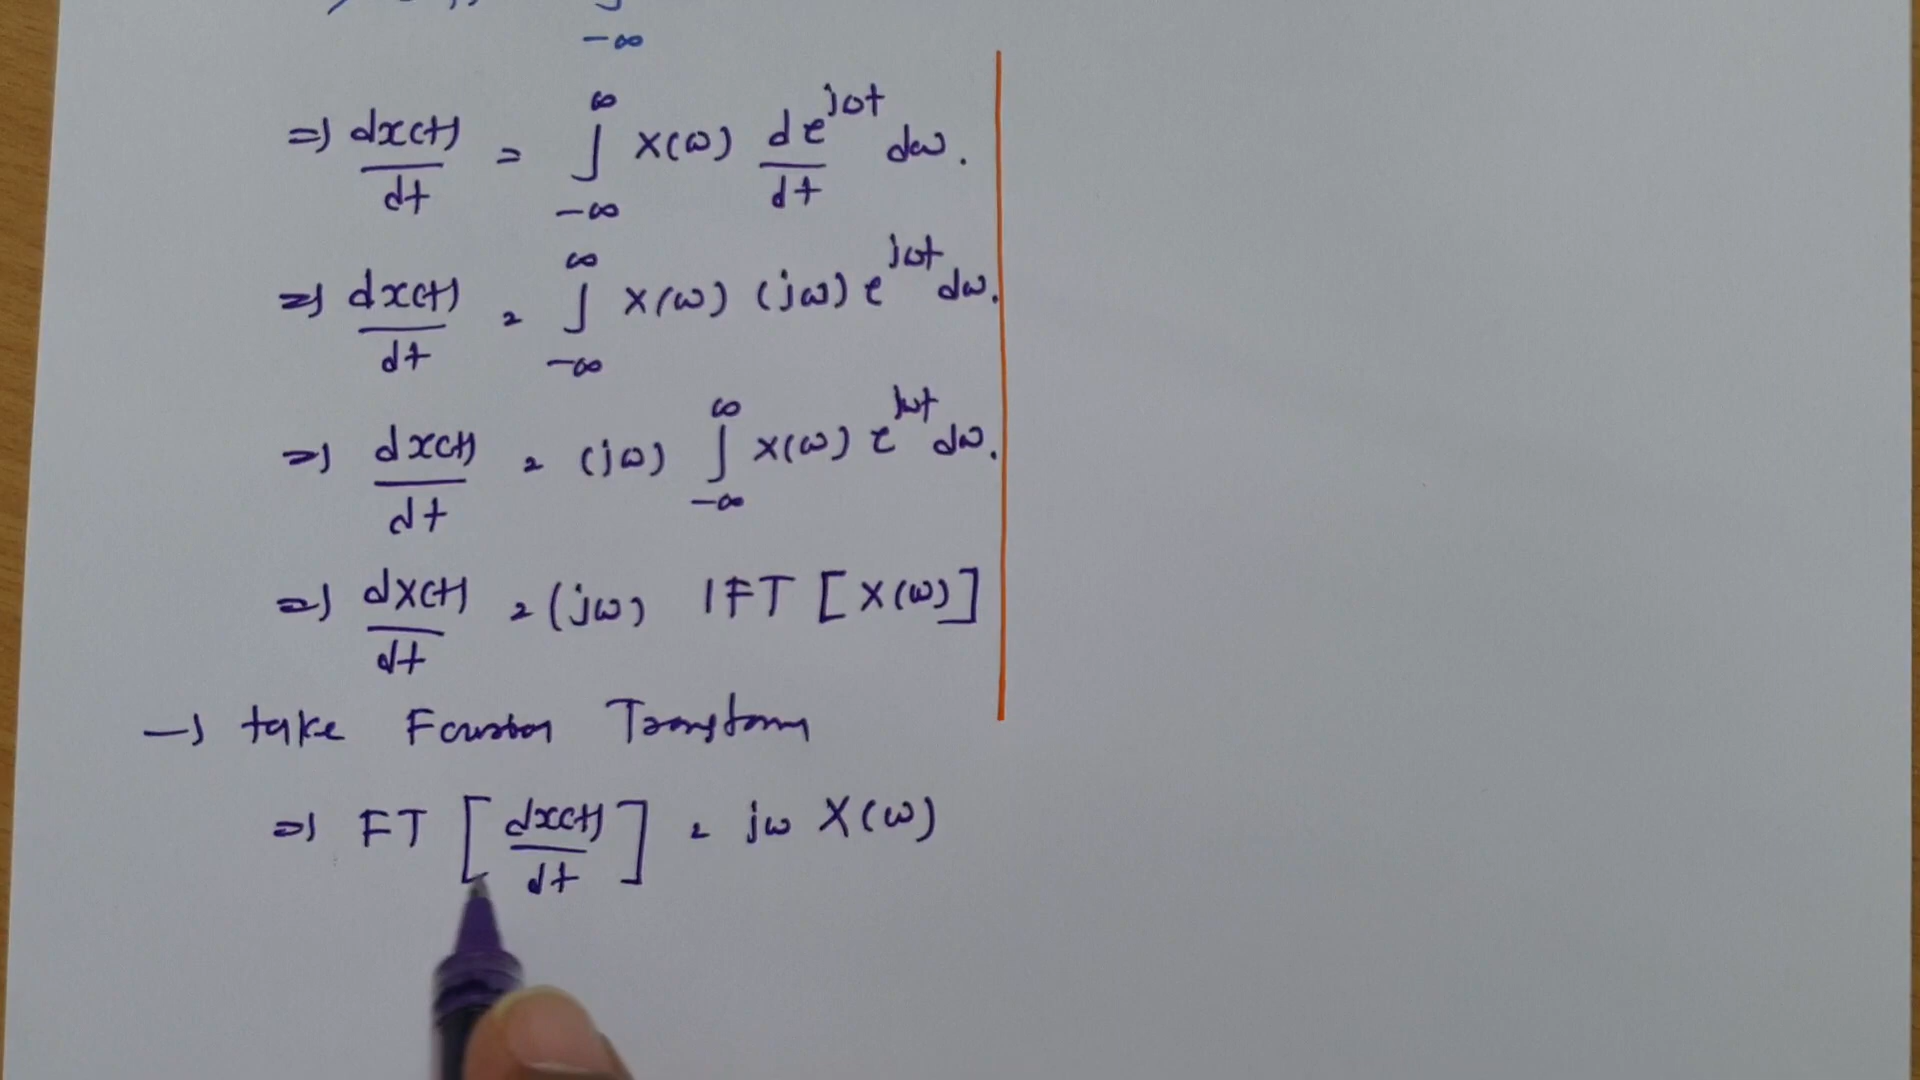 −∞
⇒ dx(t)/dt = ∫_{−∞}^{∞} X(ω) de^{jωt}/dt dω.
⇒ dx(t)/dt = ∫_{−∞}^{∞} X(ω) (jω) e^{jωt} dω.
⇒ dx(t)/dt = (jω) ∫_{−∞}^{∞} X(ω) e^{jωt} dω.
⇒ dx(t)/dt = (jω) IFT [X(ω)]
→ take Fourier Transform
⇒ FT [dx(t)/dt] = jω X(ω)